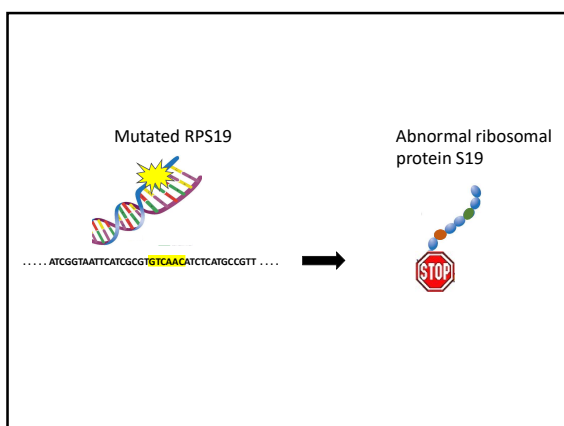 Mutated RPS19
Abnormal ribosomal
protein S19
.....ATCGGTAATTCATCGCGTGTCAACATCTCATGCCGTT ....
STOP